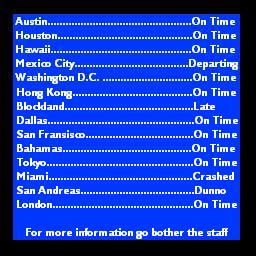 Austin..........................................On Time
Houston.......................................On Time
Hawaii.........................................On Time
Mexico City.................................Departing
Washington D.C. ..........................On Time
Hong Kong...................................On Time
Blockland.....................................Late
Dallas...........................................On Time
San Fransisco...............................On Time
Bahamas......................................On Time
Tokyo...........................................On Time
Miami..........................................Crashed
San Andreas.................................Dunno
London.........................................On Time
For more information go bother the staff